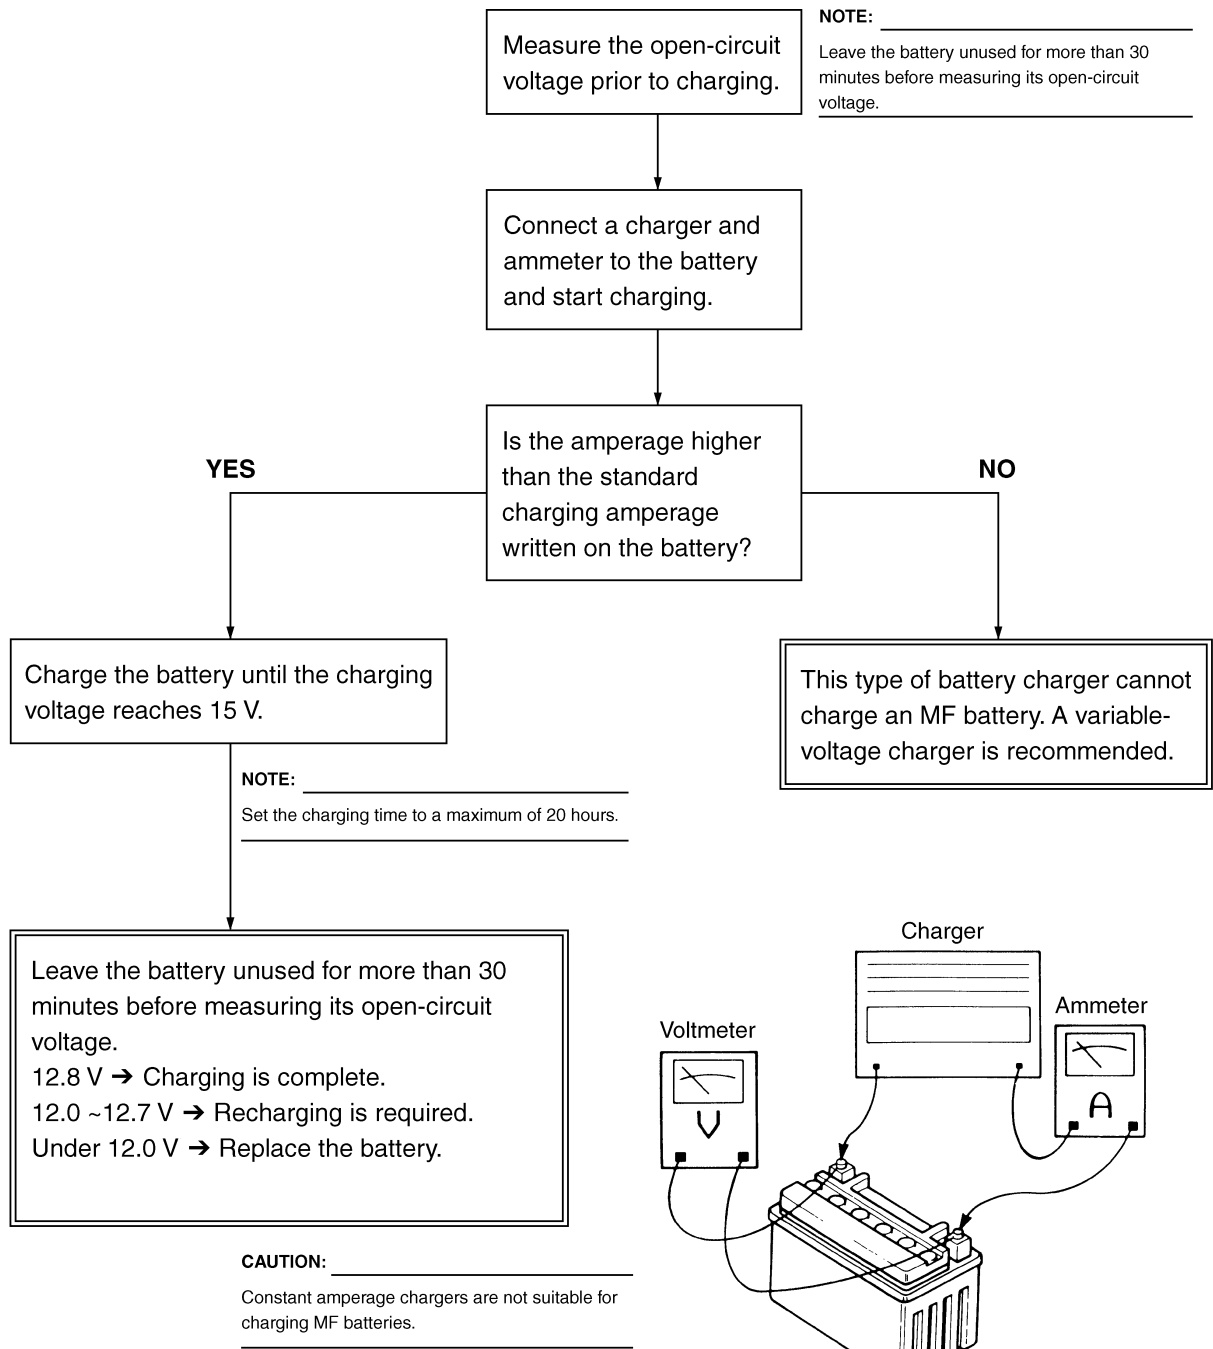 Measure the open-circuit
voltage prior to charging.
NOTE:
Leave the battery unused for more than 30
minutes before measuring its open-circuit
voltage.
Connect a charger and
ammeter to the battery
and start charging.
Is the amperage higher
than the standard
charging amperage
written on the battery?
YES
NO
Charge the battery until the charging
voltage reaches 15 V.
This type of battery charger cannot
charge an MF battery. A variable-
voltage charger is recommended.
NOTE:
Set the charging time to a maximum of 20 hours.
Leave the battery unused for more than 30
minutes before measuring its open-circuit
voltage.
12.8 V ➔ Charging is complete.
12.0 ~12.7 V ➔ Recharging is required.
Under 12.0 V ➔ Replace the battery.
Charger
Ammeter
Voltmeter
V
A
CAUTION:
Constant amperage chargers are not suitable for
charging MF batteries.